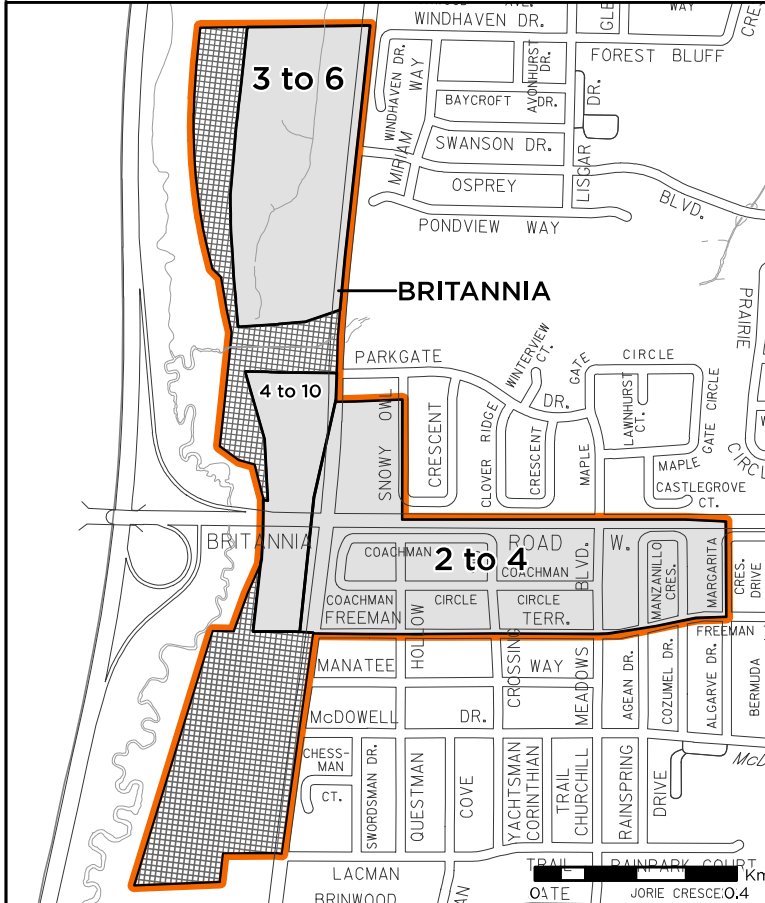 WAY
WINDHAVEN DR.
FOREST BLUFF
3 to 6
WINDHAVEN DR.
WAY
AVONHURST
DR.
BAYCROFT
DR.
MIRIAM
SWANSON DR.
LISGAR
OSPREY
BLVD.
PONDVIEW WAY
BRITANNIA
PRAIRIE
WINTERVIEW
CT.
PARKGATE
CIRCLE
GATE
4 to 10
DR.
SNOWY OWL
CRESCENT
CLOVER RIDGE
CRESCENT
MAPLE
LAWNHURST
CT.
GATE CIRCLE
MAPLE
CASTLEGROVE
CT.
BRITANNIA
ROAD
W.
COACHMAN
2 to 4
COACHMAN
BLVD.
MANZANILLO
CRES.
MARGARITA
CRES.
DRIVE
COACHMAN
CIRCLE
CIRCLE
FREEMAN
TERR.
FREEMAN
HOLLOW
CROSSING
MEADOWS
MANATEE
WAY
AGEAN DR.
COZUMEL DR.
ALGARVE DR.
BERMUDA
McDOWELL
DR.
CHESS-
MAN
CT.
SWORDSMAN DR.
QUESTMAN
COVE
YACHTSMAN
CORINTHIAN
TRAIL
CHURCHILL
RAINSPRING
DRIVE
TRAIL
RAINPARK COURT
LACMAN
Km
0
0.4
JORIE CRESCE
BRINWOOD